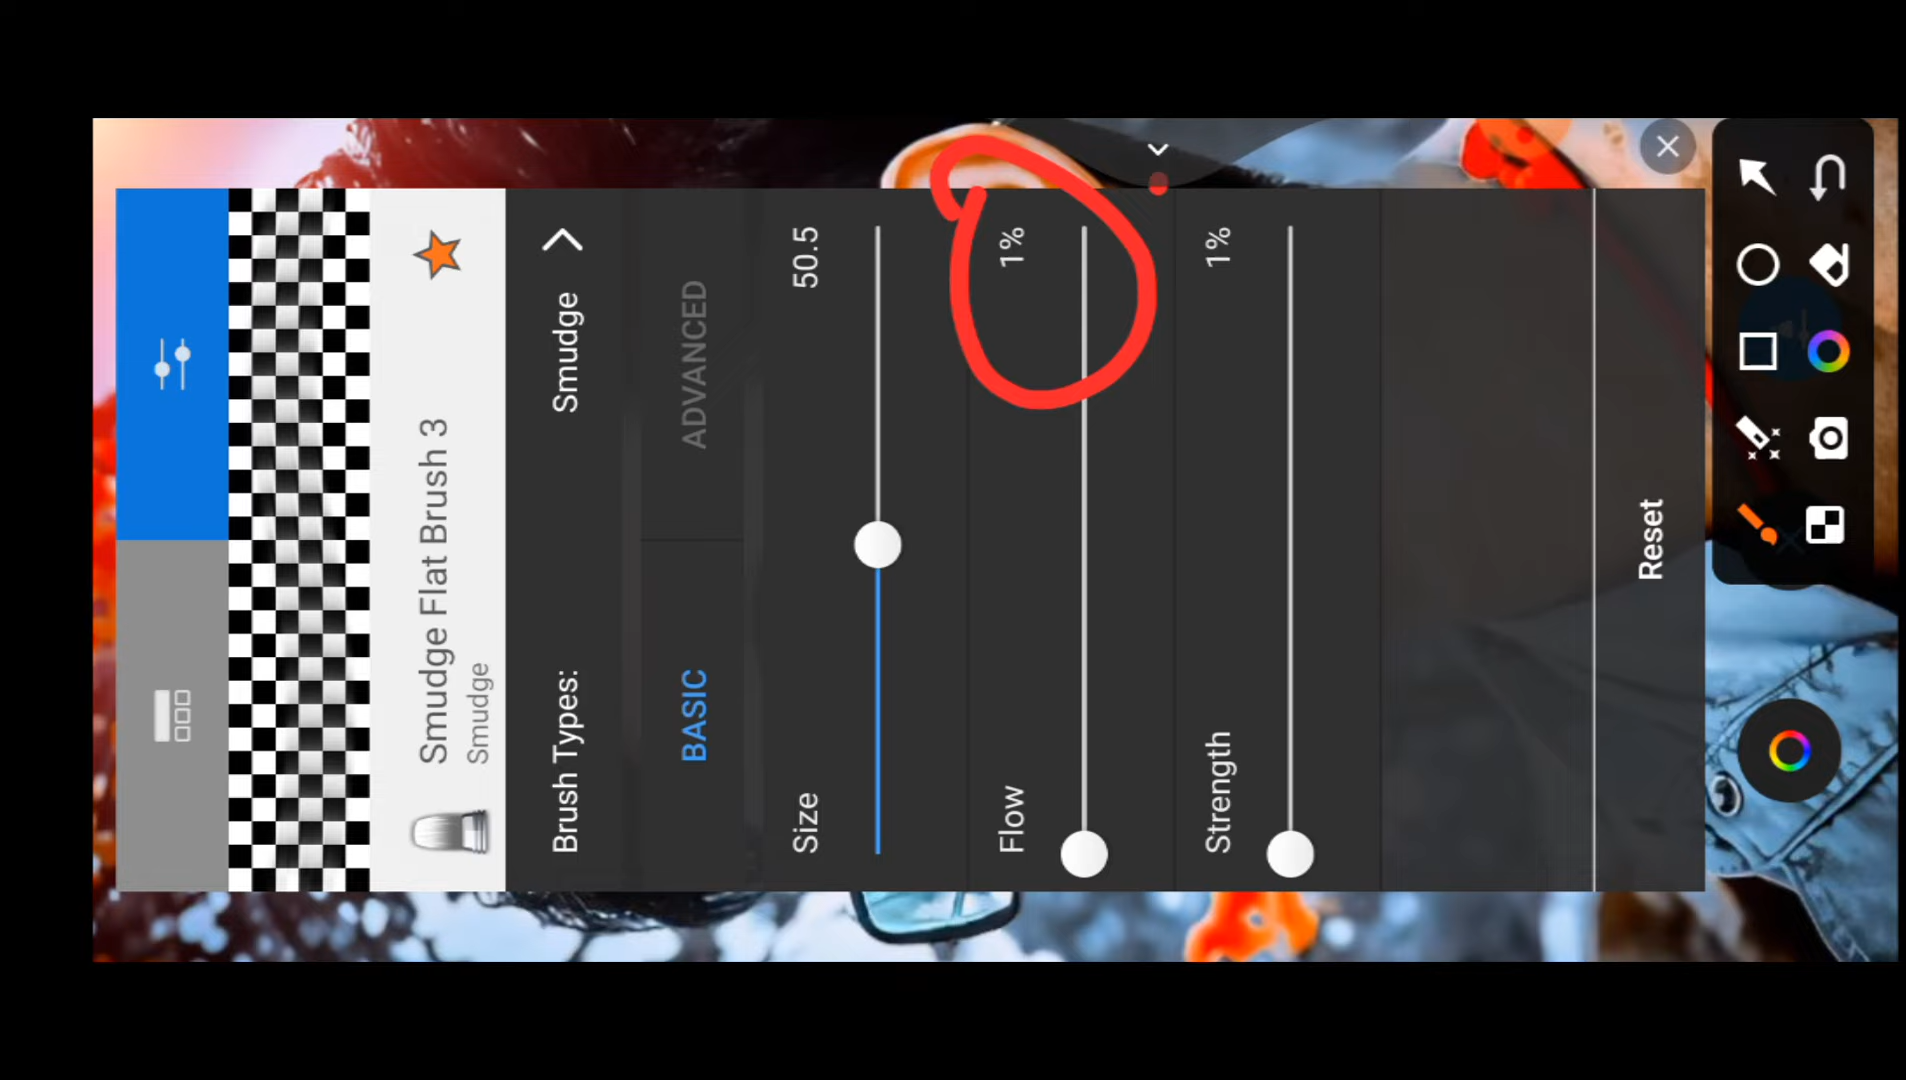 Smudge Flat Brush 3
Smudge
Brush Types: Smudge
BASIC ADVANCED
Size 50.5
Flow 1%
Strength 1%
Reset